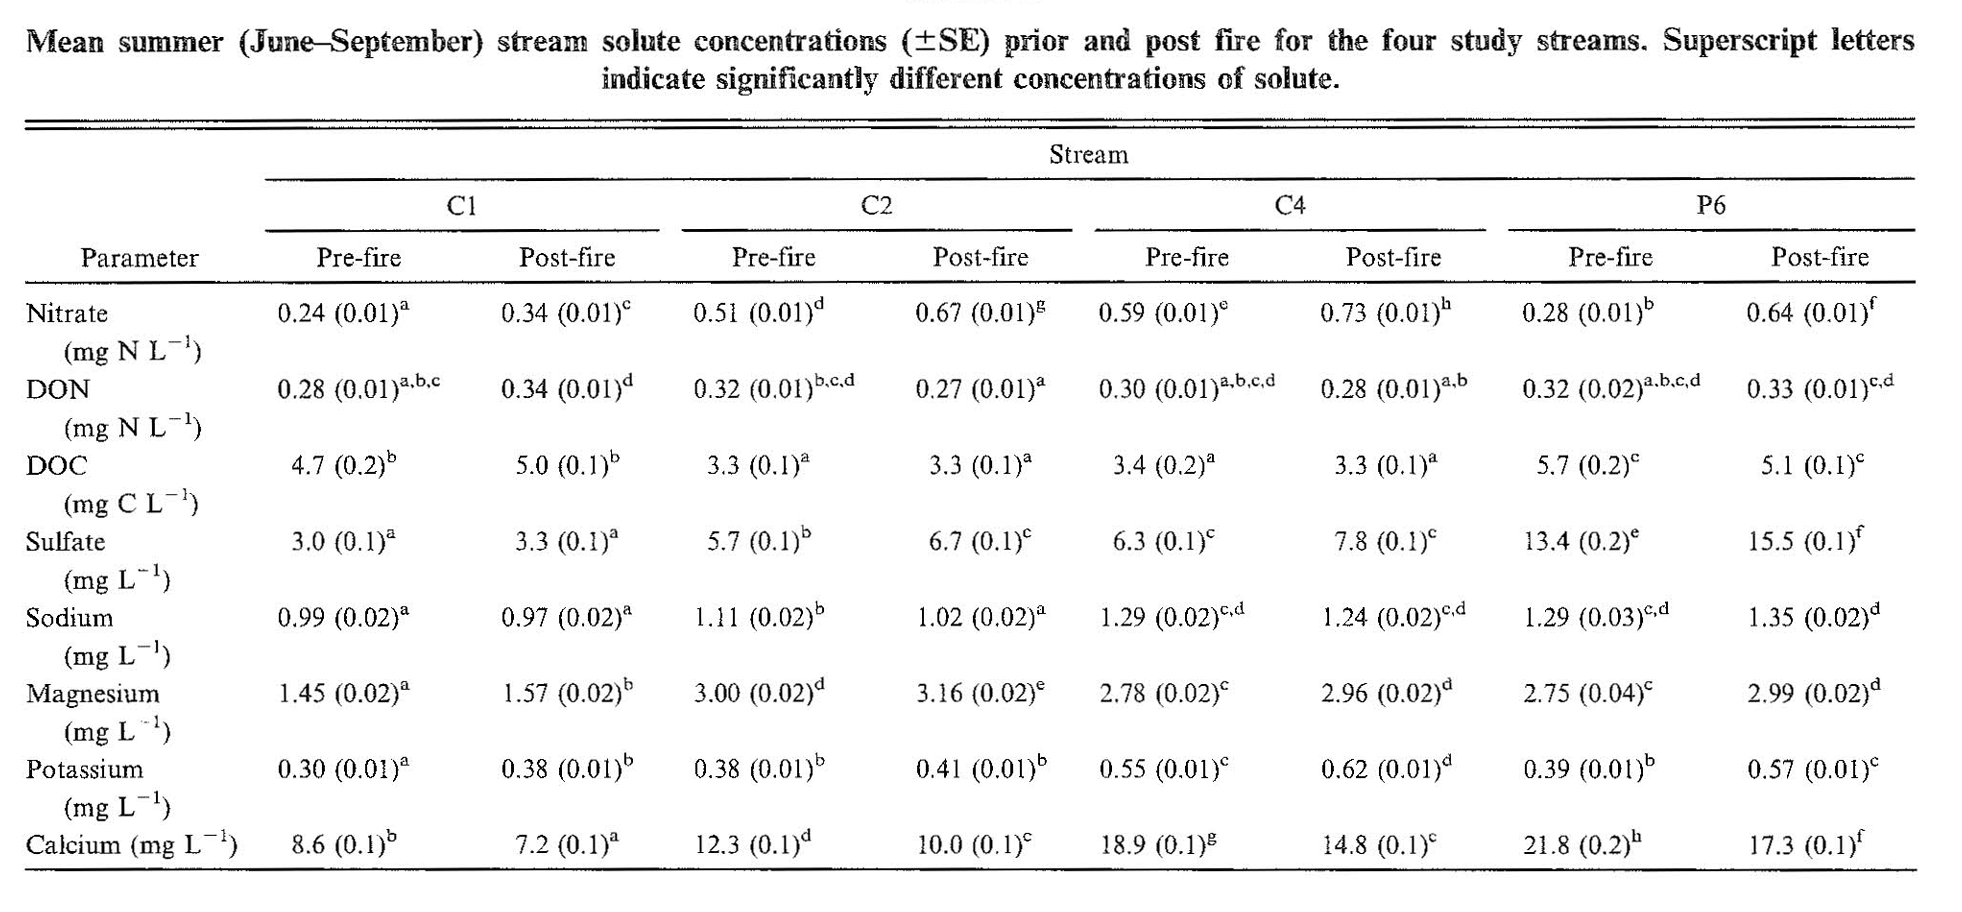 Mean summer (June–September) stream solute concentrations (±SE) prior and post fire for the four study streams. Superscript letters
indicate significantly different concentrations of solute.
Stream
C1 C2 C4 P6
Parameter Pre-fire Post-fire Pre-fire Post-fire Pre-fire Post-fire Pre-fire Post-fire
Nitrate 0.24 (0.01)ᵃ 0.34 (0.01)ᶜ 0.51 (0.01)ᵈ 0.67 (0.01)ᵍ 0.59 (0.01)ᵉ 0.73 (0.01)ʰ 0.28 (0.01)ᵇ 0.64 (0.01)ᶠ
(mg N L⁻¹)
DON 0.28 (0.01)ᵃ,ᵇ,ᶜ 0.34 (0.01)ᵈ 0.32 (0.01)ᵇ,ᶜ,ᵈ 0.27 (0.01)ᵃ 0.30 (0.01)ᵃ,ᵇ,ᶜ,ᵈ 0.28 (0.01)ᵃ,ᵇ 0.32 (0.02)ᵃ,ᵇ,ᶜ,ᵈ 0.33 (0.01)ᶜ,ᵈ
(mg N L⁻¹)
DOC 4.7 (0.2)ᵇ 5.0 (0.1)ᵇ 3.3 (0.1)ᵃ 3.3 (0.1)ᵃ 3.4 (0.2)ᵃ 3.3 (0.1)ᵃ 5.7 (0.2)ᶜ 5.1 (0.1)ᶜ
(mg C L⁻¹)
Sulfate 3.0 (0.1)ᵃ 3.3 (0.1)ᵃ 5.7 (0.1)ᵇ 6.7 (0.1)ᶜ 6.3 (0.1)ᶜ 7.8 (0.1)ᶜ 13.4 (0.2)ᵉ 15.5 (0.1)ᶠ
(mg L⁻¹)
Sodium 0.99 (0.02)ᵃ 0.97 (0.02)ᵃ 1.11 (0.02)ᵇ 1.02 (0.02)ᵃ 1.29 (0.02)ᶜ,ᵈ 1.24 (0.02)ᶜ,ᵈ 1.29 (0.03)ᶜ,ᵈ 1.35 (0.02)ᵈ
(mg L⁻¹)
Magnesium 1.45 (0.02)ᵃ 1.57 (0.02)ᵇ 3.00 (0.02)ᵈ 3.16 (0.02)ᵉ 2.78 (0.02)ᶜ 2.96 (0.02)ᵈ 2.75 (0.04)ᶜ 2.99 (0.02)ᵈ
(mg L⁻¹)
Potassium 0.30 (0.01)ᵃ 0.38 (0.01)ᵇ 0.38 (0.01)ᵇ 0.41 (0.01)ᵇ 0.55 (0.01)ᶜ 0.62 (0.01)ᵈ 0.39 (0.01)ᵇ 0.57 (0.01)ᶜ
(mg L⁻¹)
Calcium (mg L⁻¹) 8.6 (0.1)ᵇ 7.2 (0.1)ᵃ 12.3 (0.1)ᵈ 10.0 (0.1)ᶜ 18.9 (0.1)ᵍ 14.8 (0.1)ᶜ 21.8 (0.2)ʰ 17.3 (0.1)ᶠ